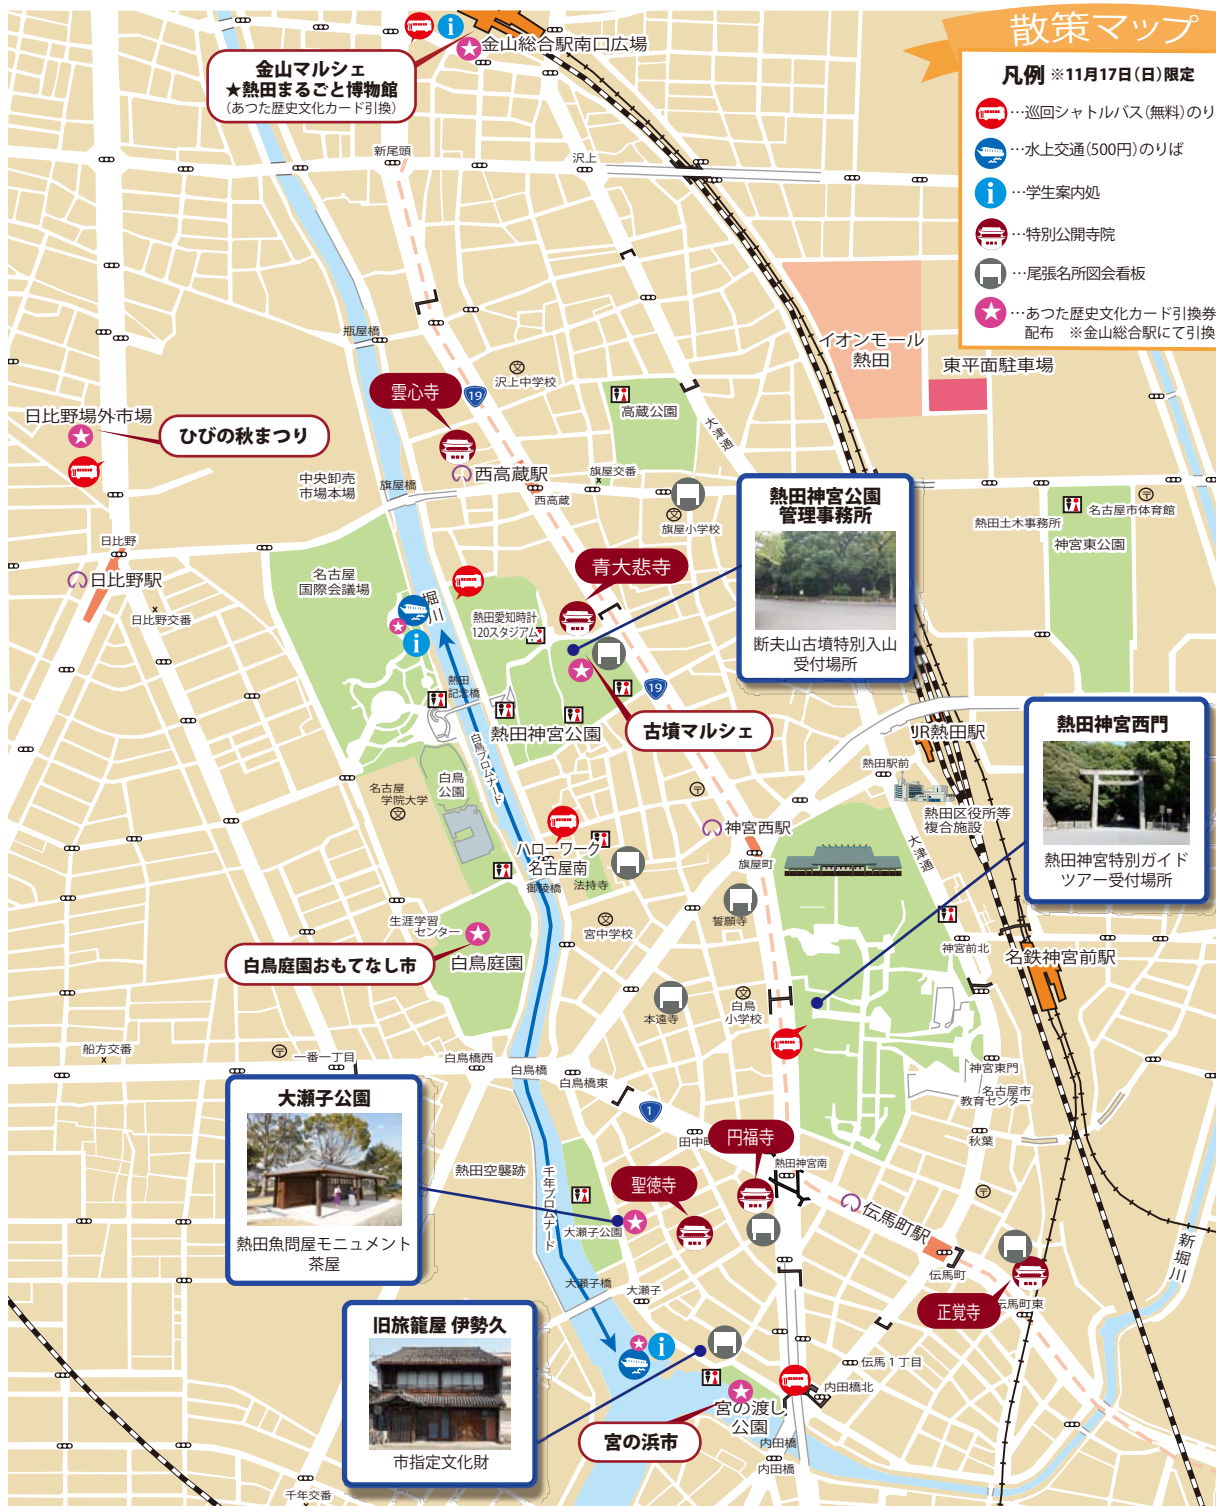 散策マップ
凡例 ※11月17日(日)限定
…巡回シャトルバス(無料)のり
…水上交通(500円)のりば
…学生案内処
…特別公開寺院
…尾張名所図会看板
…あつた歴史文化カード引換券
配布 ※金山総合駅にて引換
金山総合駅南口広場
金山マルシェ
★熱田まるごと博物館
(あつた歴史文化カード引換)
新尾頭
沢上
瓶屋橋
イオンモール
熱田
東平面駐車場
沢上中学校
雲心寺
19
高蔵公園
大津通
日比野場外市場
ひびの秋まつり
中央卸売
市場本場
旗屋橋
西高蔵駅
西高蔵
旗屋交番
旗屋小学校
熱田神宮公園
管理事務所
断夫山古墳特別入山
受付場所
名古屋市体育館
熱田土木事務所
神宮東公園
日比野
日比野駅
日比野交番
名古屋
国際会議場
堀川
熱田愛知時計
120スタジアム
青大悲寺
19
熱田
記念橋
熱田神宮公園
古墳マルシェ
白鳥プロムナード
白鳥
公園
名古屋
学院大学
JR熱田駅
熱田駅前
熱田区役所等
複合施設
大津通
熱田神宮西門
熱田神宮特別ガイド
ツアー受付場所
神宮西駅
旗屋町
ハローワーク
名古屋南
御陵橋
法持寺
誓願寺
生涯学習
センター
宮中学校
白鳥庭園おもてなし市
白鳥庭園
神宮前北
名鉄神宮前駅
本遠寺
白鳥
小学校
船方交番
一番一丁目
白鳥橋西
白鳥橋
白鳥橋東
神宮東門
名古屋市
教育センター
秋葉
1
大瀬子公園
熱田魚問屋モニュメント
茶屋
田中町
円福寺
熱田神宮南
熱田空襲跡
千年プロムナード
聖徳寺
大瀬子公園
伝馬町駅
伝馬町
新堀川
大瀬子橋
大瀬子
伝馬町東
正覚寺
旧旅籠屋 伊勢久
市指定文化財
伝馬1丁目
内田橋北
宮の渡し
公園
宮の浜市
内田橋
内田橋
千年交番